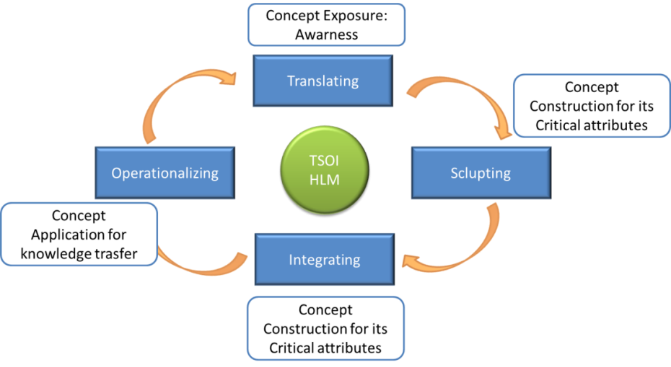 Concept Exposure:
Awarness
Translating
Concept
Construction for its
Critical attributes
Operationalizing
TSOI
HLM
Sclupting
Concept
Application for
knowledge trasfer
Integrating
Concept
Construction for its
Critical attributes